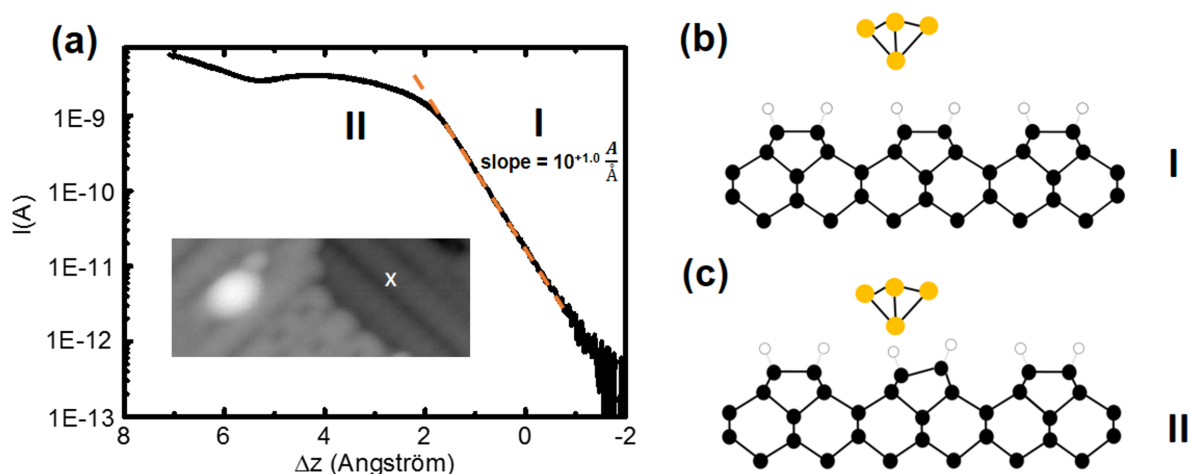 (a)
1E-9
1E-10
1E-11
1E-12
1E-13
I(A)
II
I
slope = 10+1.0 A/Å
x
8 6 4 2 0 -2
Δz (Angström)
(b)
I
(c)
II